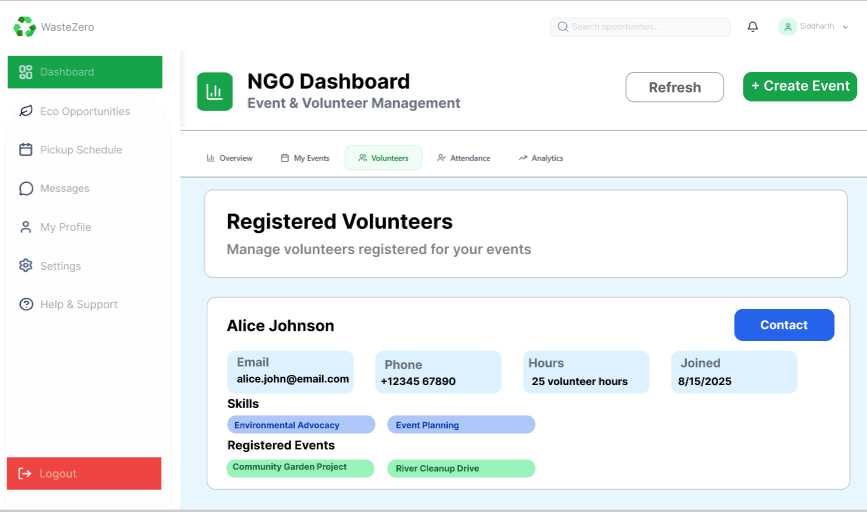 WasteZero
Search opportunities...
Siddharth
Dashboard
Eco Opportunities
Pickup Schedule
Messages
My Profile
Settings
Help & Support
Logout
NGO Dashboard
Event & Volunteer Management
Refresh
+ Create Event
Overview
My Events
Volunteers
Attendance
Analytics
Registered Volunteers
Manage volunteers registered for your events
Alice Johnson
Contact
Email
alice.john@email.com
Phone
+12345 67890
Hours
25 volunteer hours
Joined
8/15/2025
Skills
Environmental Advocacy
Event Planning
Registered Events
Community Garden Project
River Cleanup Drive